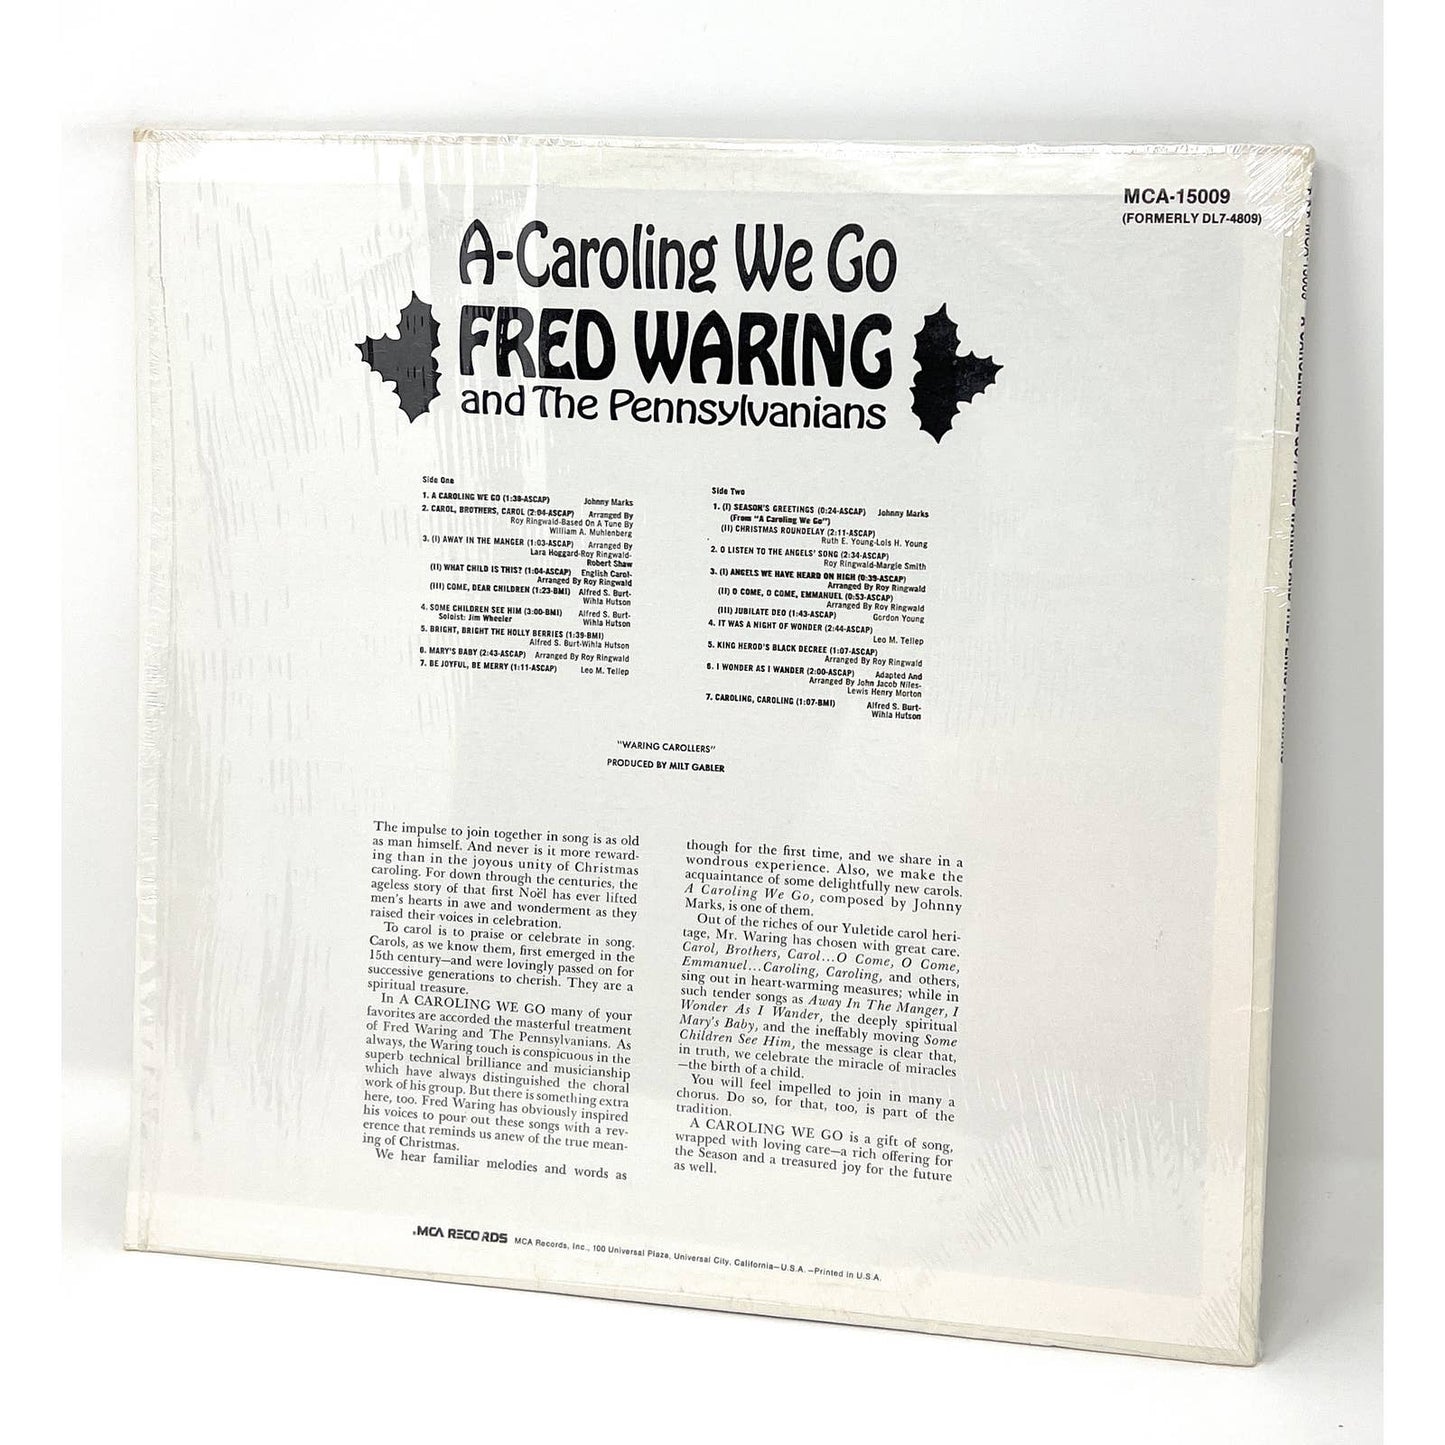 MCA-15009
(FORMERLY DL7-4809)
A-Caroling We Go
FRED WARING
and The Pennsylvanians
Side One
1. A CAROLING WE GO (1:38-ASCAP) Johnny Marks
2. CAROL, BROTHERS, CAROL (2:04-ASCAP) Arranged By
Roy Ringwald-Based On A Tune By
William A. Muhlenberg
3. (I) AWAY IN THE MANGER (1:03-ASCAP) Arranged By
Lara Hoggard-Roy Ringwald-
Robert Shaw
(II) WHAT CHILD IS THIS? (1:04-ASCAP) English Carol-
Arranged By Roy Ringwald
(III) COME, DEAR CHILDREN (1:23-BMI) Alfred S. Burt-
Wihla Hutson
4. SOME CHILDREN SEE HIM (3:00-BMI) Alfred S. Burt-
Soloist: Jim Wheeler Wihla Hutson
5. BRIGHT, BRIGHT THE HOLLY BERRIES (1:39-BMI)
Alfred S. Burt-Wihla Hutson
6. MARY'S BABY (2:43-ASCAP) Arranged By Roy Ringwald
7. BE JOYFUL, BE MERRY (1:11-ASCAP) Leo M. Tellep
Side Two
1. (I) SEASON'S GREETINGS (0:24-ASCAP) Johnny Marks
(From "A Caroling We Go")
(II) CHRISTMAS ROUNDELAY (2:11-ASCAP)
Ruth E. Young-Lois H. Young
2. O LISTEN TO THE ANGELS' SONG (2:34-ASCAP)
Roy Ringwald-Margie Smith
3. (I) ANGELS WE HAVE HEARD ON HIGH (0:39-ASCAP)
Arranged By Roy Ringwald
(II) O COME, O COME, EMMANUEL (0:53-ASCAP)
Arranged By Roy Ringwald
(III) JUBILATE DEO (1:43-ASCAP) Gordon Young
4. IT WAS A NIGHT OF WONDER (2:44-ASCAP)
Leo M. Tellep
5. KING HEROD'S BLACK DECREE (1:07-ASCAP)
Arranged By Roy Ringwald
6. I WONDER AS I WANDER (2:00-ASCAP) Adapted And
Arranged By John Jacob Niles-
Lewis Henry Morton
7. CAROLING, CAROLING (1:07-BMI) Alfred S. Burt-
Wihla Hutson
"WARING CAROLLERS"
PRODUCED BY MILT GABLER
The impulse to join together in song is as old
as man himself. And never is it more reward-
ing than in the joyous unity of Christmas
caroling. For down through the centuries, the
ageless story of that first Noël has ever lifted
men's hearts in awe and wonderment as they
raised their voices in celebration.
To carol is to praise or celebrate in song.
Carols, as we know them, first emerged in the
15th century—and were lovingly passed on for
successive generations to cherish. They are a
spiritual treasure.
In A CAROLING WE GO many of your
favorites are accorded the masterful treatment
of Fred Waring and The Pennsylvanians. As
always, the Waring touch is conspicuous in the
superb technical brilliance and musicianship
which have always distinguished the choral
work of his group. But there is something extra
here, too. Fred Waring has obviously inspired
his voices to pour out these songs with a rev-
erence that reminds us anew of the true mean-
ing of Christmas.
We hear familiar melodies and words as
though for the first time, and we share in a
wondrous experience. Also, we make the
acquaintance of some delightfully new carols.
A Caroling We Go, composed by Johnny
Marks, is one of them.
Out of the riches of our Yuletide carol heri-
tage, Mr. Waring has chosen with great care.
Carol, Brothers, Carol...O Come, O Come,
Emmanuel...Caroling, Caroling, and others,
sing out in heart-warming measures; while in
such tender songs as Away In The Manger, I
Wonder As I Wander, the deeply spiritual
Mary's Baby, and the ineffably moving Some
Children See Him, the message is clear that,
in truth, we celebrate the miracle of miracles
—the birth of a child.
You will feel impelled to join in many a
chorus. Do so, for that, too, is part of the
tradition.
A CAROLING WE GO is a gift of song,
wrapped with loving care—a rich offering for
the Season and a treasured joy for the future
as well.
MCA RECORDS MCA Records, Inc., 100 Universal Plaza, Universal City, California—U.S.A. —Printed in U.S.A.
MCA-15009 A-CAROLING WE GO / FRED WARING AND THE PENNSYLVANIANS